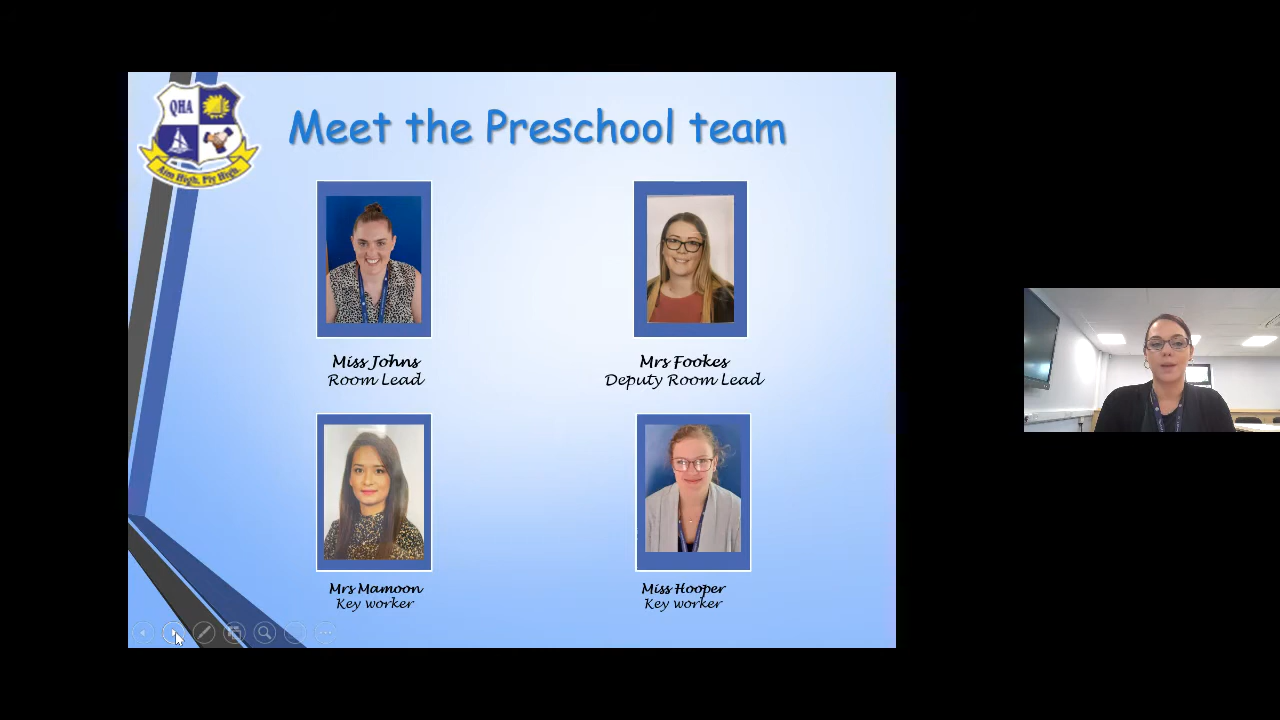 QHA
Aim High, Fly High.
Meet the Preschool team
Miss Johns
Room Lead
Mrs Fookes
Deputy Room Lead
Mrs Mamoon
Key worker
Miss Hooper
Key worker